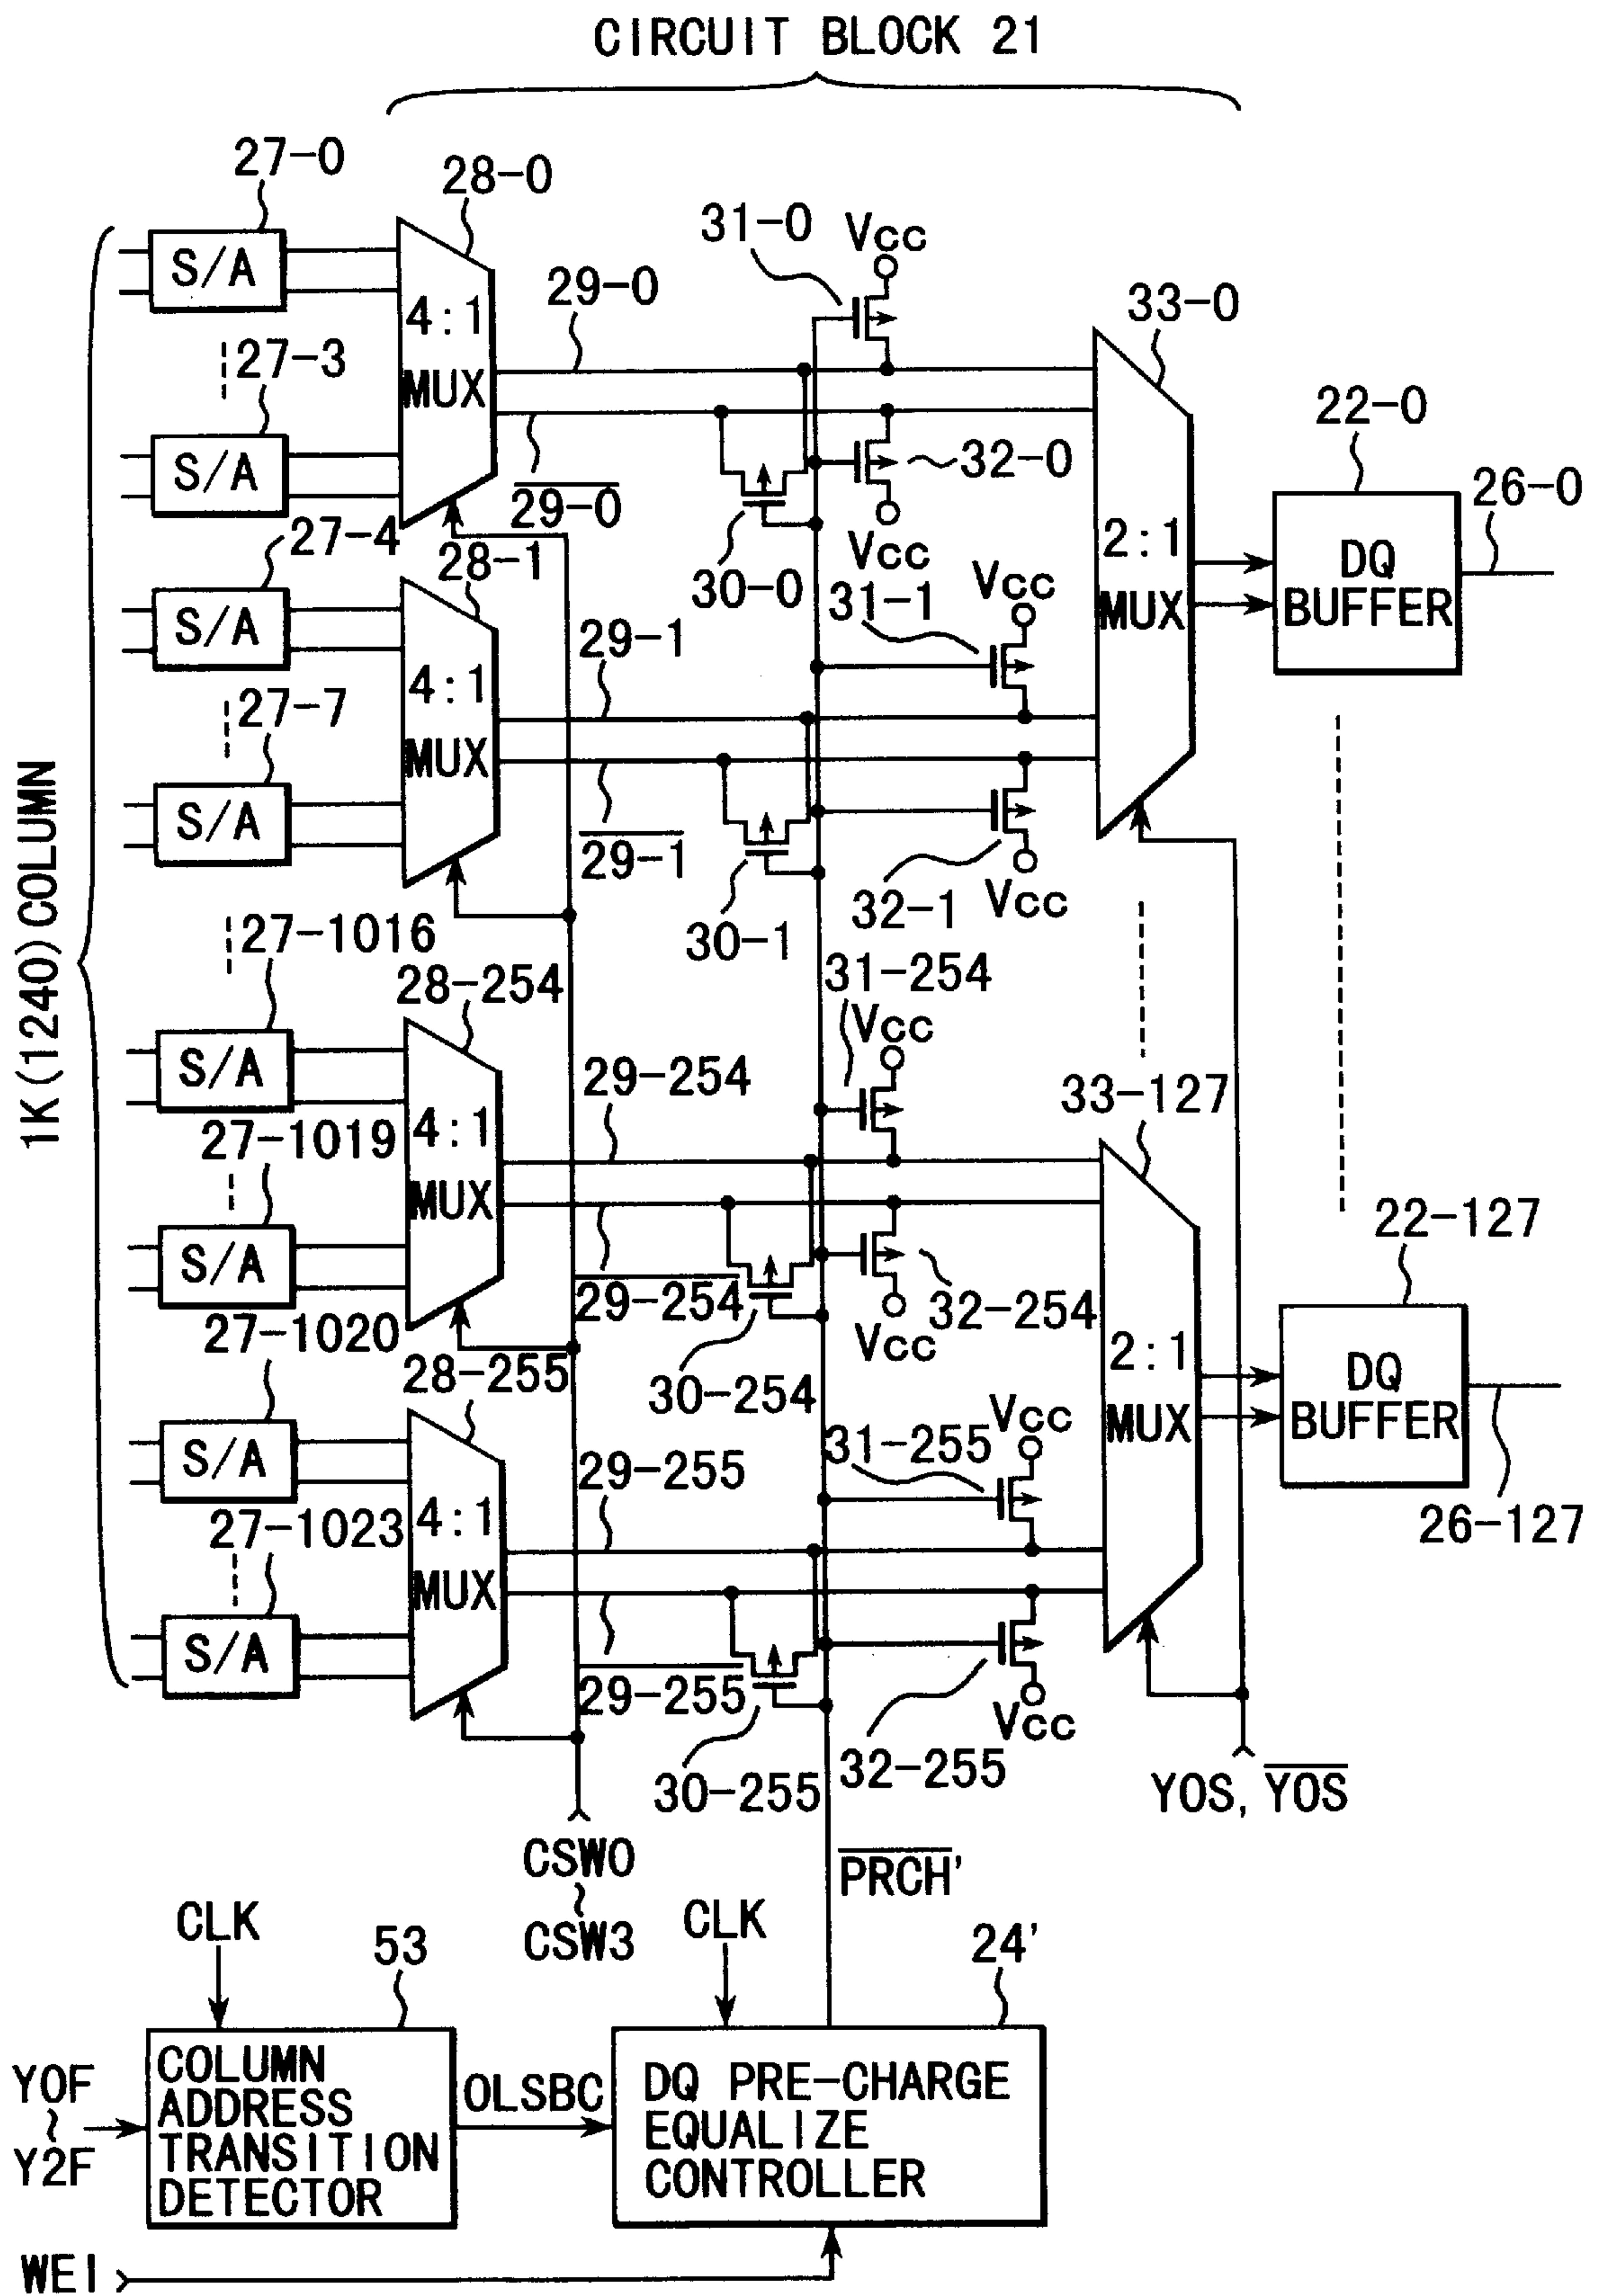 CIRCUIT BLOCK 21
27-0
28-0
31-0
Vcc
S/A
4:1
MUX
29-0
33-0
27-3
22-0
S/A
29-0
32-0
26-0
Vcc
27-4
28-1
30-0
31-1
Vcc
2:1
MUX
DQ
BUFFER
S/A
4:1
MUX
29-1
27-7
S/A
29-1
32-1
Vcc
30-1
1K(1240)COLUMN
27-1016
28-254
31-254
Vcc
S/A
4:1
MUX
29-254
33-127
27-1019
22-127
S/A
29-254
32-254
Vcc
27-1020
28-255
30-254
31-255
Vcc
2:1
MUX
DQ
BUFFER
S/A
4:1
MUX
29-255
27-1023
26-127
S/A
29-255
32-255
Vcc
30-255
YOS, YOS
CSW0
~
CSW3
PRCH'
CLK
53
CLK
24'
Y0F
~
Y2F
COLUMN
ADDRESS
TRANSITION
DETECTOR
OLSBC
DQ PRE-CHARGE
EQUALIZE
CONTROLLER
WEI